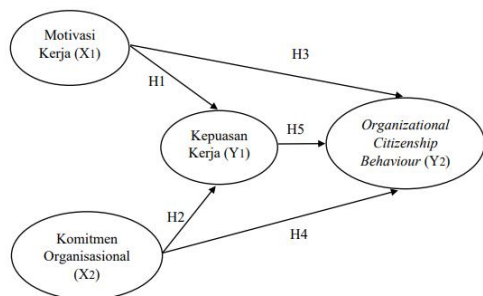 Motivasi
Kerja (X1)
H3
H1
Kepuasan
Kerja (Y1)
H5
Organizational
Citizenship
Behaviour (Y2)
H2
H4
Komitmen
Organisasional
(X2)